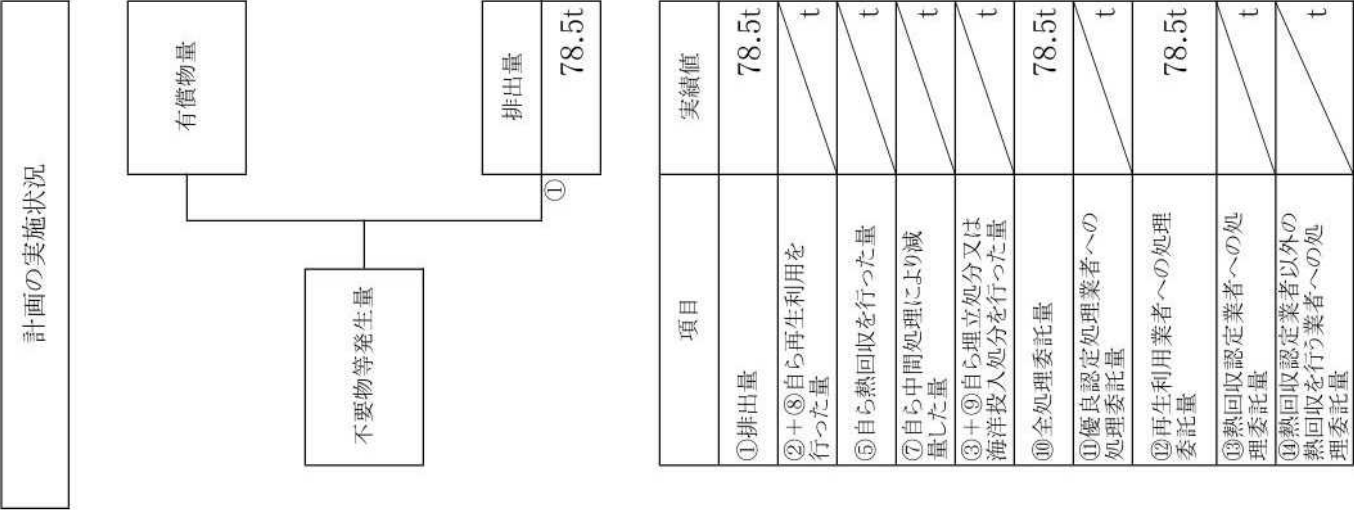 計画の実施状況
有償物量
不要物等発生量
排出量
①
78.5t
項目
実績値
①排出量
78.5t
②+⑧自ら再生利用を
行った量
t
⑤自ら熱回収を行った量
t
⑦自ら中間処理により減
量した量
t
③+⑨自ら埋立処分又は
海洋投入処分を行った量
t
⑩全処理委託量
78.5t
⑪優良認定処理業者への
処理委託量
t
⑫再生利用業者への処理
委託量
78.5t
⑬熱回収認定業者への処
理委託量
t
⑭熱回収認定業者以外の
熱回収を行う業者への処
理委託量
t